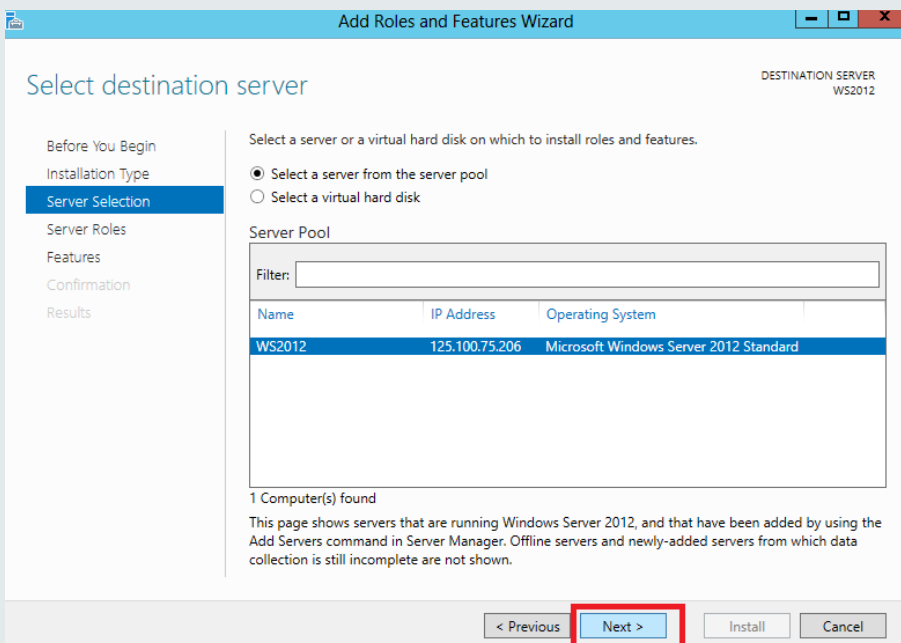 Add Roles and Features Wizard
Select destination server
DESTINATION SERVER
WS2012
Before You Begin
Installation Type
Server Selection
Server Roles
Features
Confirmation
Results
Select a server or a virtual hard disk on which to install roles and features.
Select a server from the server pool
Select a virtual hard disk
Server Pool
Filter:
Name IP Address Operating System
WS2012 125.100.75.206 Microsoft Windows Server 2012 Standard
1 Computer(s) found
This page shows servers that are running Windows Server 2012, and that have been added by using the
Add Servers command in Server Manager. Offline servers and newly-added servers from which data
collection is still incomplete are not shown.
< Previous Next > Install Cancel